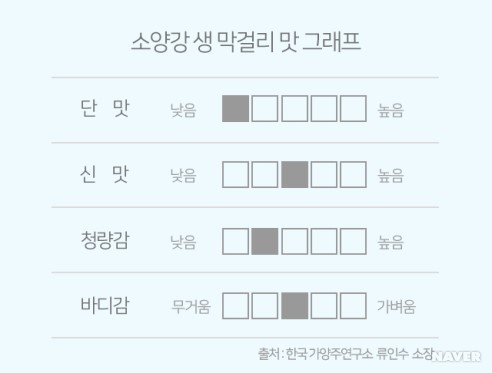 소양강 생 막걸리 맛 그래프
단 맛 낮음 높음
신 맛 낮음 높음
청량감 낮음 높음
바디감 무거움 가벼움
출처 : 한국가양주연구소 류인수 소장
NAVER